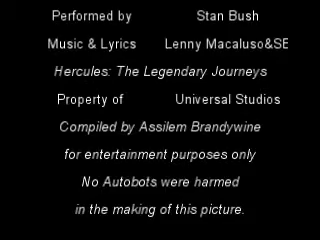 Performed by Stan Bush
Music & Lyrics Lenny Macaluso&SB
Hercules: The Legendary Journeys
Property of Universal Studios
Compiled by Assilem Brandywine
for entertainment purposes only
No Autobots were harmed
in the making of this picture.